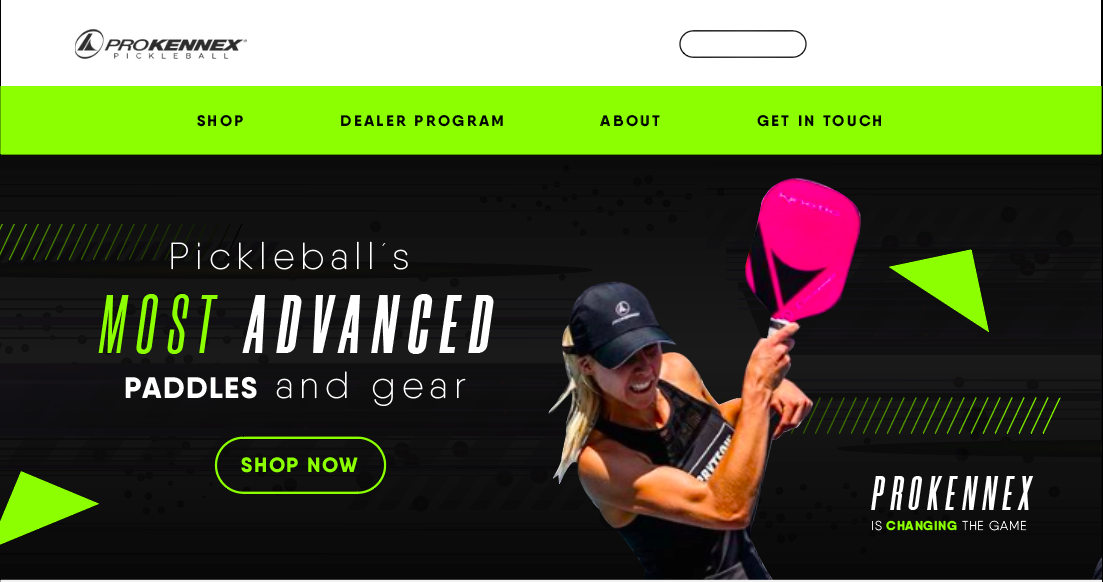 PROKENNEX
PICKLEBALL
SHOP
DEALER PROGRAM
ABOUT
GET IN TOUCH
Pickleball´s
MOST ADVANCED
PADDLES and gear
SHOP NOW
PROKENNEX
IS CHANGING THE GAME